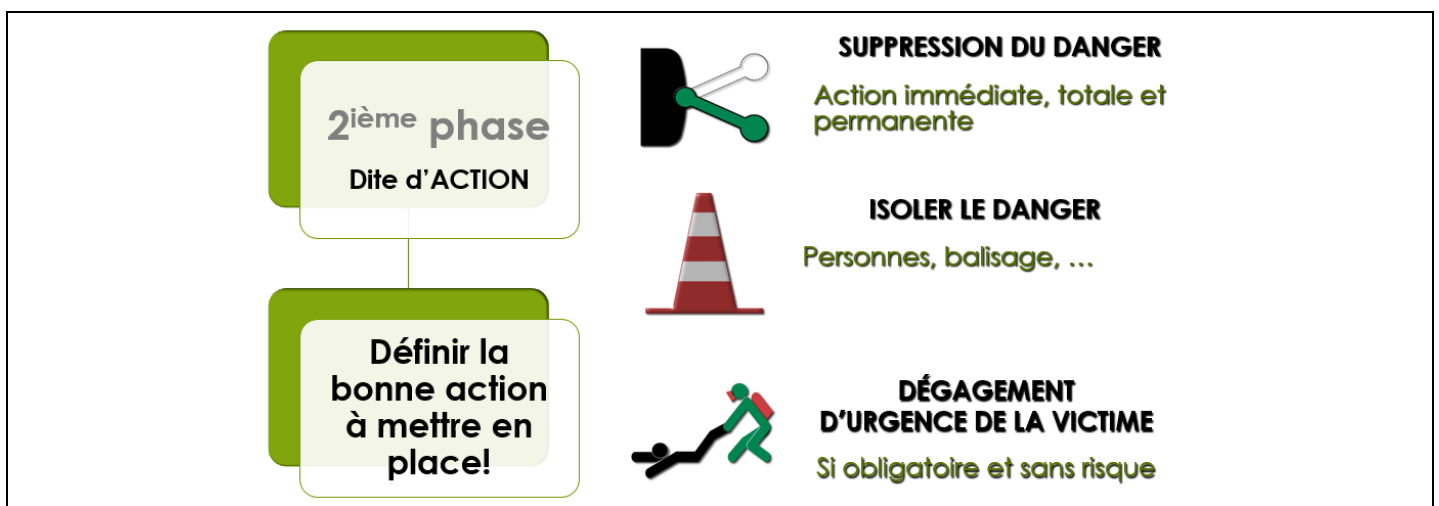 2ième phase
Dite d'ACTION
Définir la
bonne action
à mettre en
place!
SUPPRESSION DU DANGER
Action immédiate, totale et
permanente
ISOLER LE DANGER
Personnes, balisage, ...
DÉGAGEMENT
D'URGENCE DE LA VICTIME
Si obligatoire et sans risque